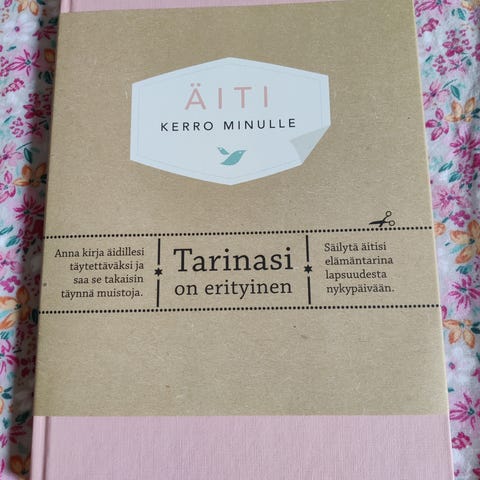 ÄITI
KERRO MINULLE
Anna kirja äidillesi
täytettäväksi ja
saa se takaisin
täynnä muistoja.
Tarinasi
on erityinen
Säilytä äitisi
elämäntarina
lapsuudesta
nykypäivään.